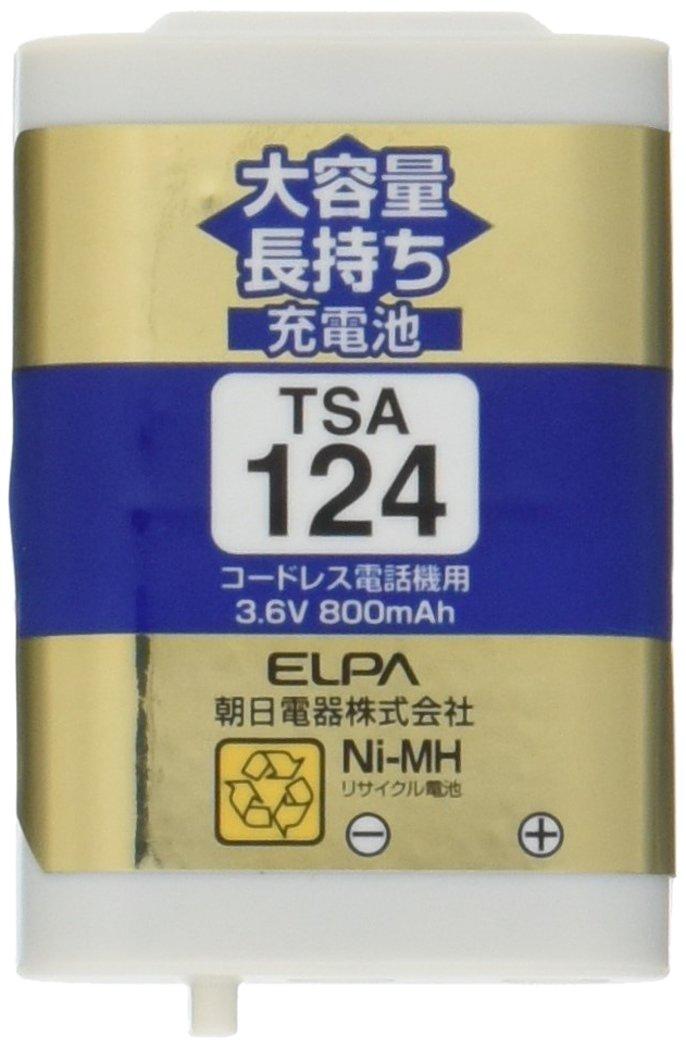 大容量
長持ち
充電池
TSA
124
コードレス電話機用
3.6V 800mAh
ELPA
朝日電器株式会社
Ni-MH
リサイクル電池
⊖ ⊕